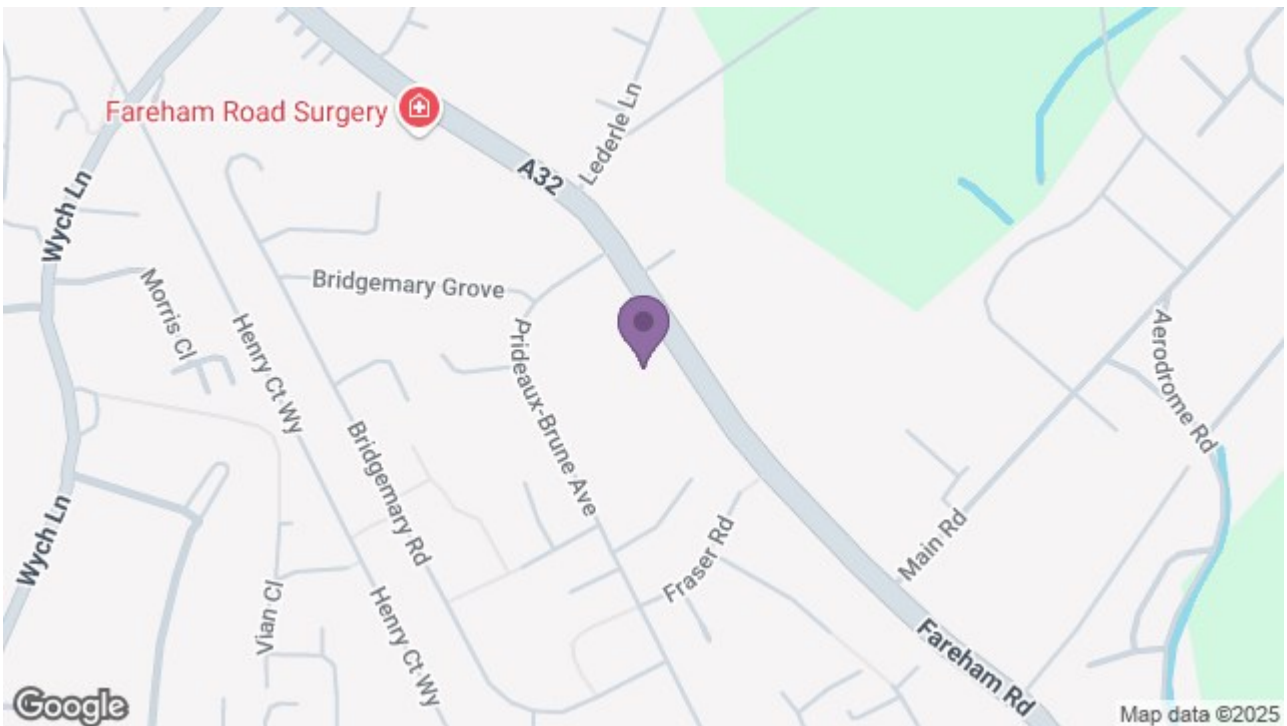 Fareham Road Surgery
A32
Lederle Ln
Wych Ln
Bridgemary Grove
Morris Cl
Henry Ct Wy
Prideaux-Brune Ave
Aerodrome Rd
Bridgemary Rd
Wych Ln
Main Rd
Fraser Rd
Vian Cl
Henry Ct Wy
Fareham Rd
Google
Map data ©2025